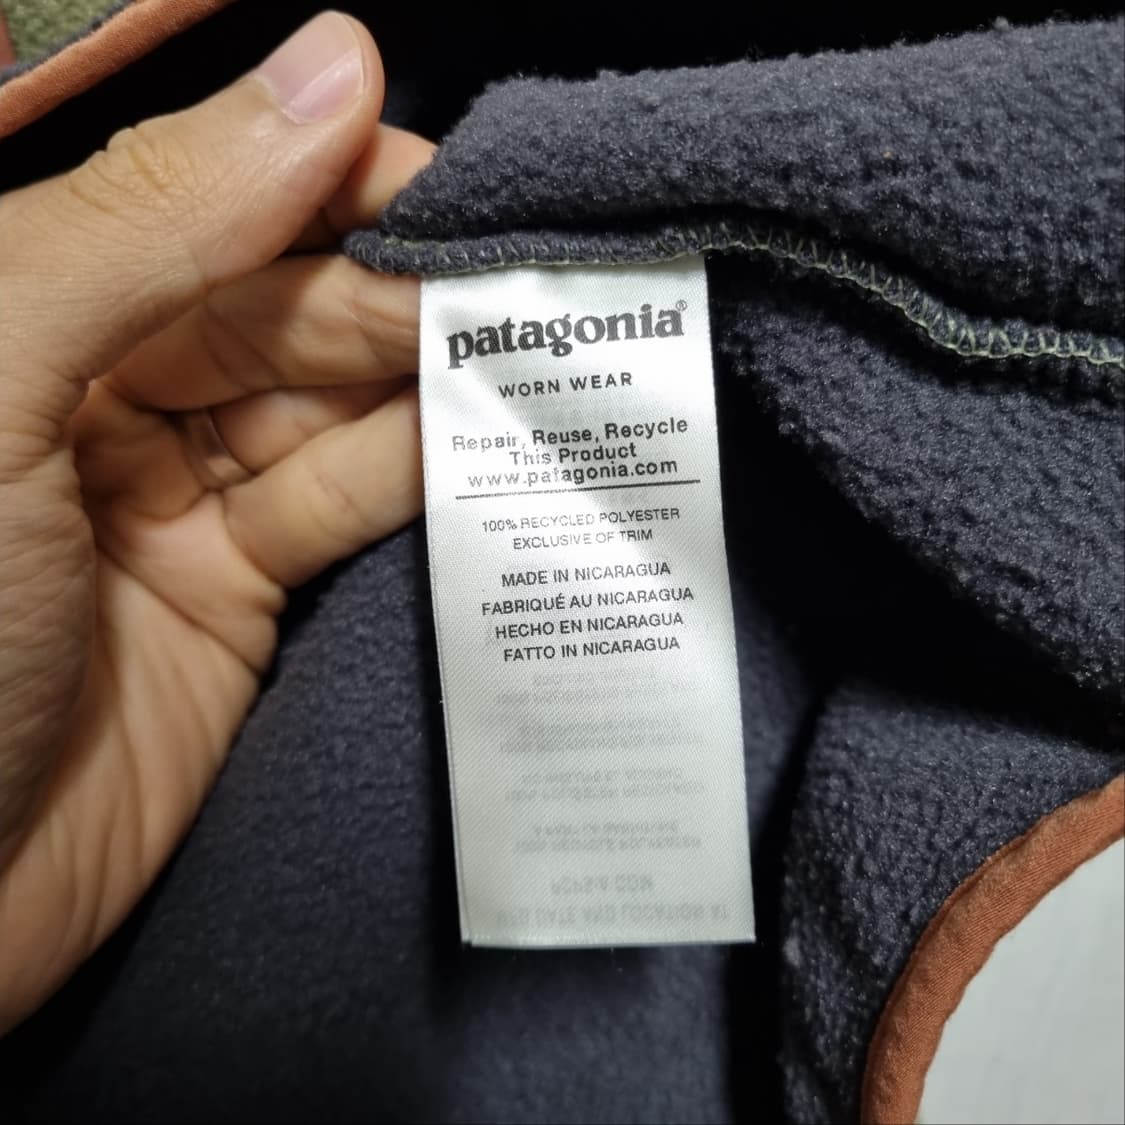 patagonia®
WORN WEAR
Repair, Reuse, Recycle
This Product
www.patagonia.com
100% RECYCLED POLYESTER
EXCLUSIVE OF TRIM
MADE IN NICARAGUA
FABRIQUÉ AU NICARAGUA
HECHO EN NICARAGUA
FATTO IN NICARAGUA